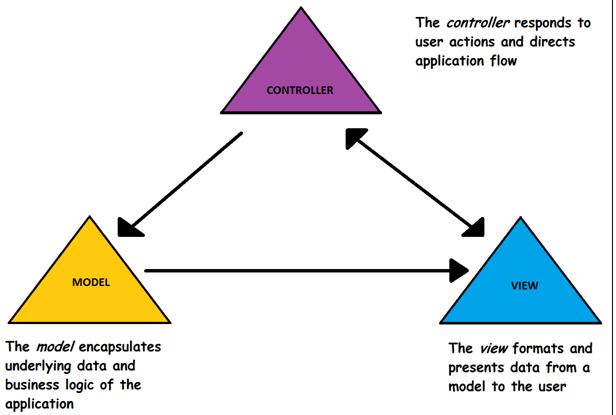 The controller responds to
user actions and directs
application flow
CONTROLLER
MODEL
VIEW
The model encapsulates
underlying data and
business logic of the
application
The view formats and
presents data from a
model to the user